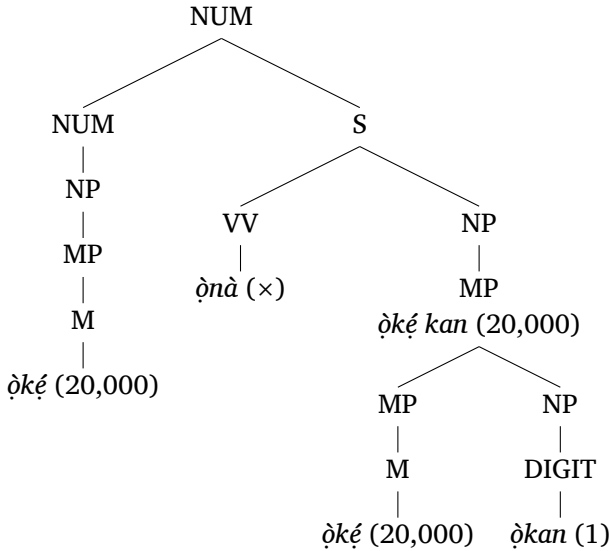 NUM
NUM S
NP
VV NP
MP
ọ̀nà (×) MP
M ọ̀kẹ́ kan (20,000)
ọ̀kẹ́ (20,000)
MP NP
M DIGIT
ọ̀kẹ́ (20,000) ọ̀kan (1)